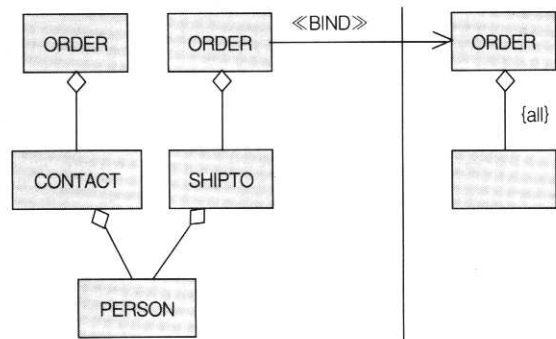 ORDER
ORDER
≪BIND≫
ORDER
{all}
CONTACT
SHIPTO
PERSON